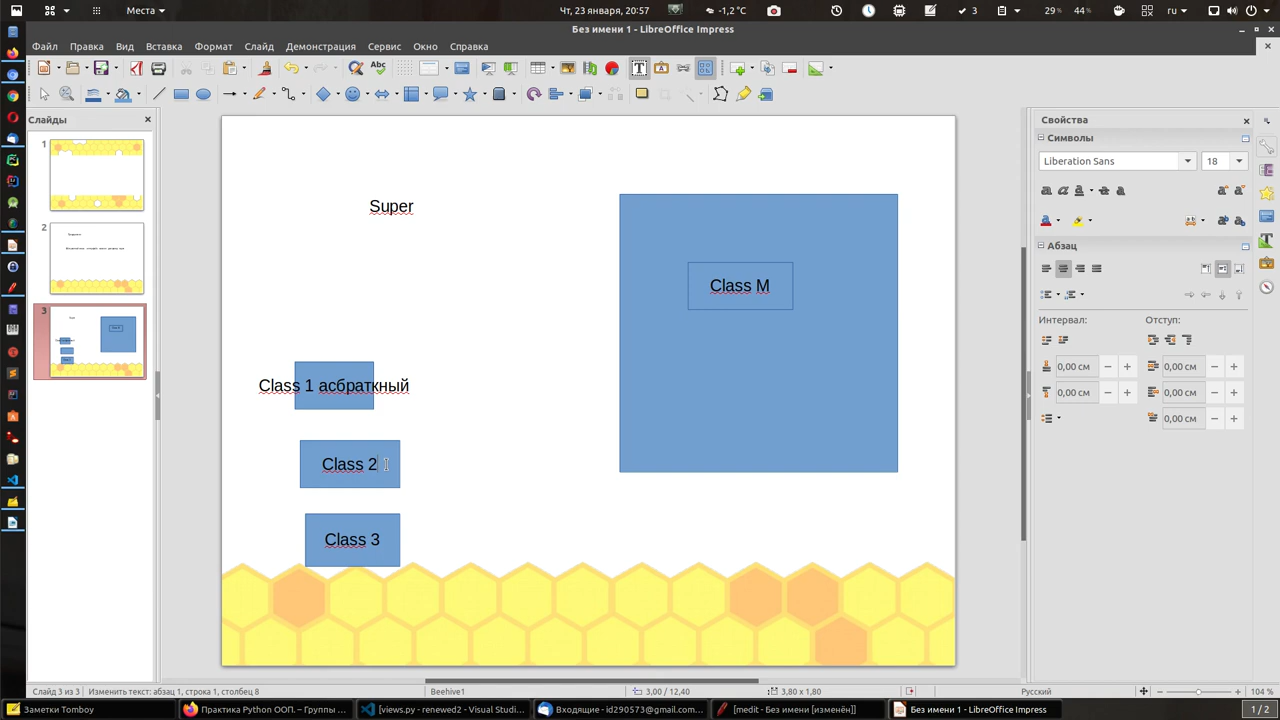 Места
Чт, 23 января, 20:57
-1,2 °C
3
29%
44%
ru
Без имени 1 - LibreOffice Impress
Файл Правка Вид Вставка Формат Слайд Демонстрация Сервис Окно Справка
Слайды
1
2
3
Super
Class M
Class 1 асбраткный
Class 2
Class 3
Свойства
Символы
Liberation Sans
18
Абзац
Интервал:
Отступ:
0,00 см
0,00 см
0,00 см
0,00 см
0,00 см
Слайд 3 из 3
Изменить текст: абзац 1, строка 1, столбец 8
Beehive1
3,00 / 12,40
3,80 x 1,80
Русский
104 %
Заметки Tomboy
Практика Python ООП. – Группы ...
[views.py - renewed2 - Visual Studi...
Входящие - id290573@gmail.com...
[medit - Без имени [изменён]]
Без имени 1 - LibreOffice Impress
1 / 2